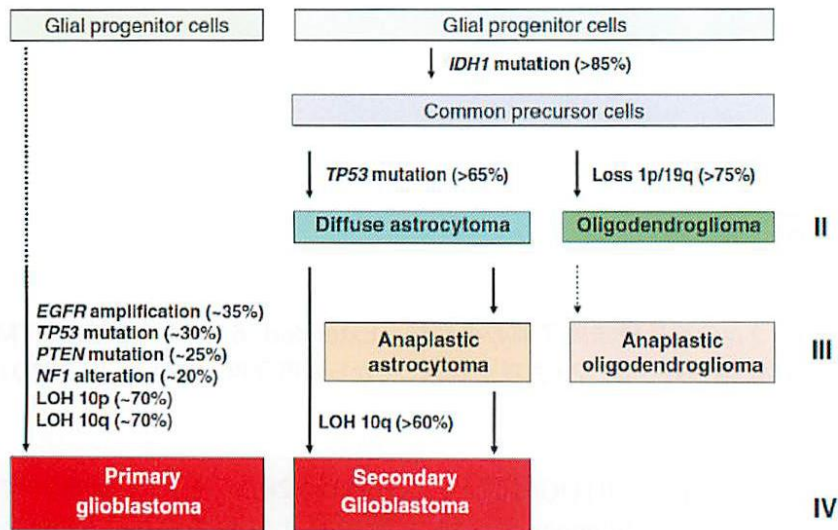 Glial progenitor cells
Glial progenitor cells
IDH1 mutation (>85%)
Common precursor cells
TP53 mutation (>65%)
Loss 1p/19q (>75%)
Diffuse astrocytoma
Oligodendroglioma
II
EGFR amplification (~35%)
TP53 mutation (~30%)
PTEN mutation (~25%)
NF1 alteration (~20%)
LOH 10p (~70%)
LOH 10q (~70%)
Anaplastic
astrocytoma
Anaplastic
oligodendroglioma
III
LOH 10q (>60%)
Primary
glioblastoma
Secondary
Glioblastoma
IV